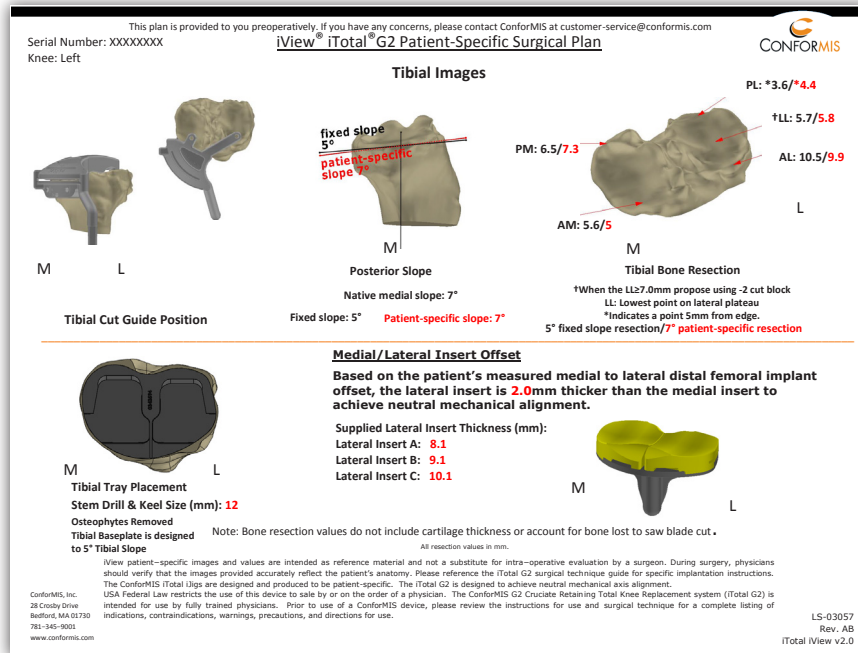 This plan is provided to you preoperatively. If you have any concerns, please contact ConforMIS at customer-service@conformis.com
Serial Number: XXXXXXXX
iView® iTotal®G2 Patient-Specific Surgical Plan
CONFORMIS
Knee: Left
Tibial Images
PL: *3.6/*4.4
fixed slope
5°
†LL: 5.7/5.8
PM: 6.5/7.3
patient-specific
slope 7°
AL: 10.5/9.9
L
AM: 5.6/5
M
M
M L
Posterior Slope
Tibial Bone Resection
Native medial slope: 7°
†When the LL≥7.0mm propose using -2 cut block
LL: Lowest point on lateral plateau
Tibial Cut Guide Position
Fixed slope: 5° Patient-specific slope: 7°
*Indicates a point 5mm from edge.
5° fixed slope resection/7° patient-specific resection
Medial/Lateral Insert Offset
Based on the patient's measured medial to lateral distal femoral implant
offset, the lateral insert is 2.0mm thicker than the medial insert to
achieve neutral mechanical alignment.
Supplied Lateral Insert Thickness (mm):
Lateral Insert A: 8.1
Lateral Insert B: 9.1
Lateral Insert C: 10.1
M L
M
L
Tibial Tray Placement
Stem Drill & Keel Size (mm): 12
Osteophytes Removed
Tibial Baseplate is designed
to 5° Tibial Slope
Note: Bone resection values do not include cartilage thickness or account for bone lost to saw blade cut.
All resection values in mm.
iView patient-specific images and values are intended as reference material and not a substitute for intra-operative evaluation by a surgeon. During surgery, physicians
should verify that the images provided accurately reflect the patient's anatomy. Please reference the iTotal G2 surgical technique guide for specific implantation instructions.
The ConforMIS iTotal iJigs are designed and produced to be patient-specific. The iTotal G2 is designed to achieve neutral mechanical axis alignment.
USA Federal Law restricts the use of this device to sale by or on the order of a physician. The ConforMIS G2 Cruciate Retaining Total Knee Replacement system (iTotal G2) is
intended for use by fully trained physicians. Prior to use of a ConforMIS device, please review the instructions for use and surgical technique for a complete listing of
indications, contraindications, warnings, precautions, and directions for use.
ConforMIS, Inc.
28 Crosby Drive
Bedford, MA 01730
781-345-9001
www.conformis.com
LS-03057
Rev. AB
iTotal iView v2.0